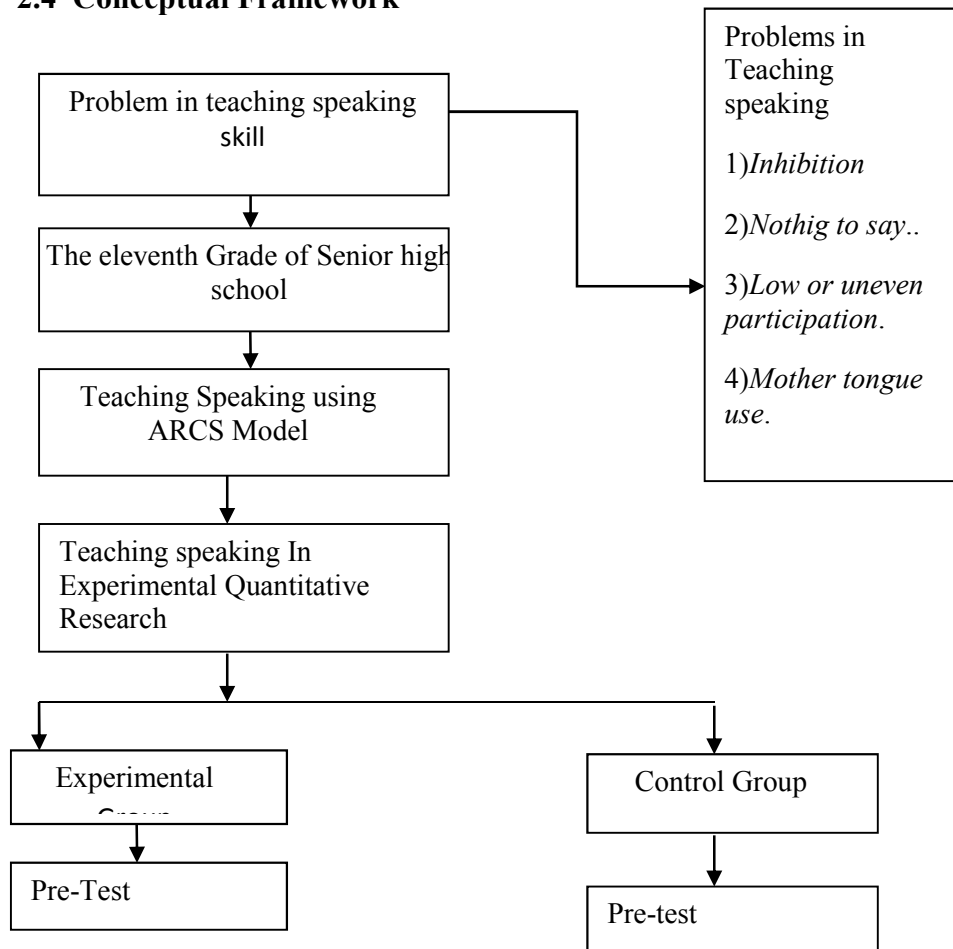 2.4 Conceptual Framework
Problem in teaching speaking
skill
Problems in
Teaching
speaking
1)Inhibition
2)Nothig to say..
3)Low or uneven
participation.
4)Mother tongue
use.
The eleventh Grade of Senior high
school
Teaching Speaking using
ARCS Model
Teaching speaking In
Experimental Quantitative
Research
Experimental
Control Group
Pre-Test
Pre-test